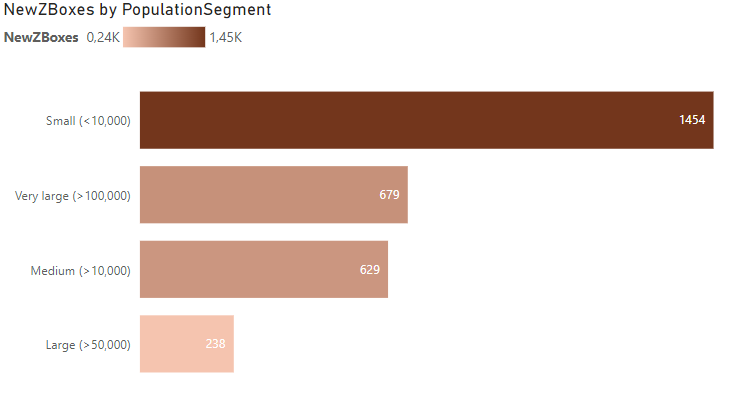 NewZBoxes by PopulationSegment
NewZBoxes 0,24K 1,45K
Small (<10,000) 1454
Very large (>100,000) 679
Medium (>10,000) 629
Large (>50,000) 238